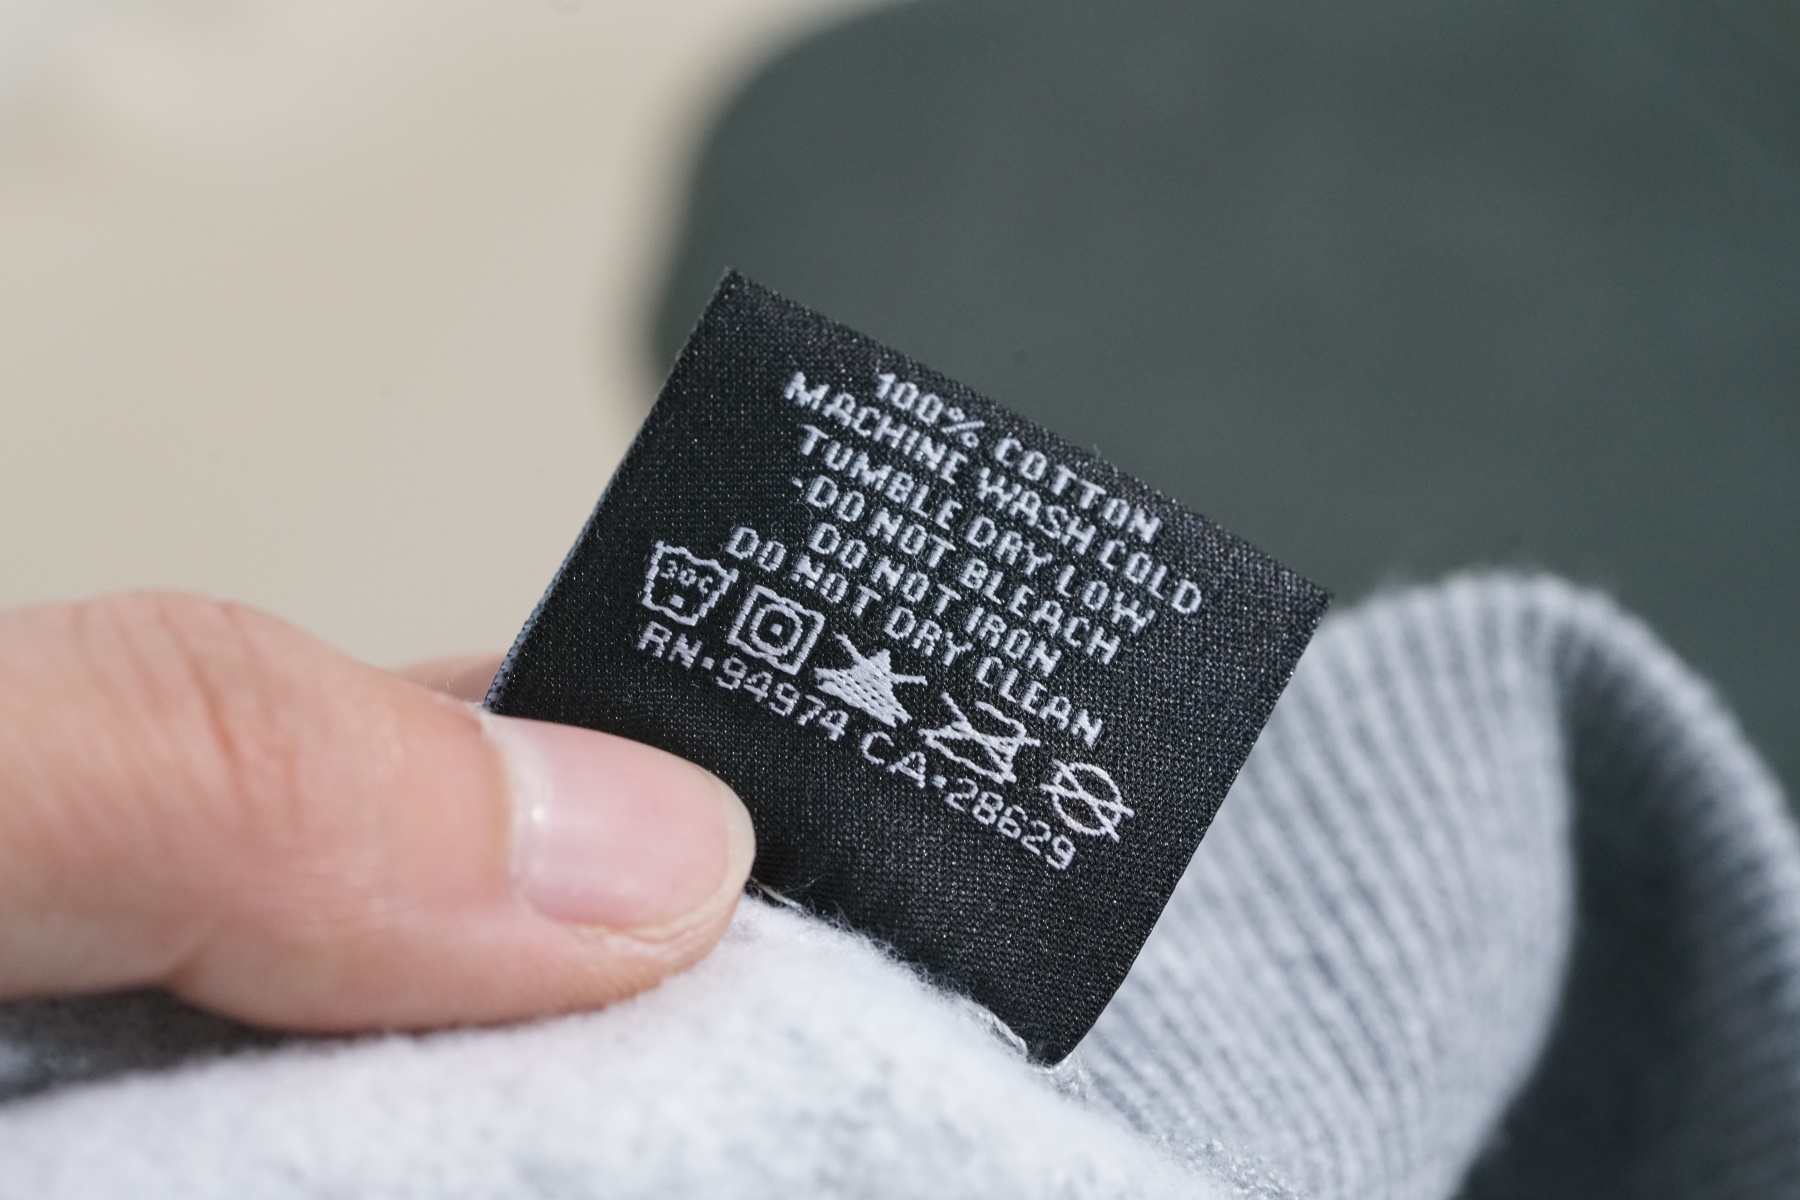 100% COTTON
MACHINE WASH COLD
TUMBLE DRY LOW
-DO NOT BLEACH
DO NOT IRON
DO NOT DRY CLEAN
30C
RN•94974 CA•28629